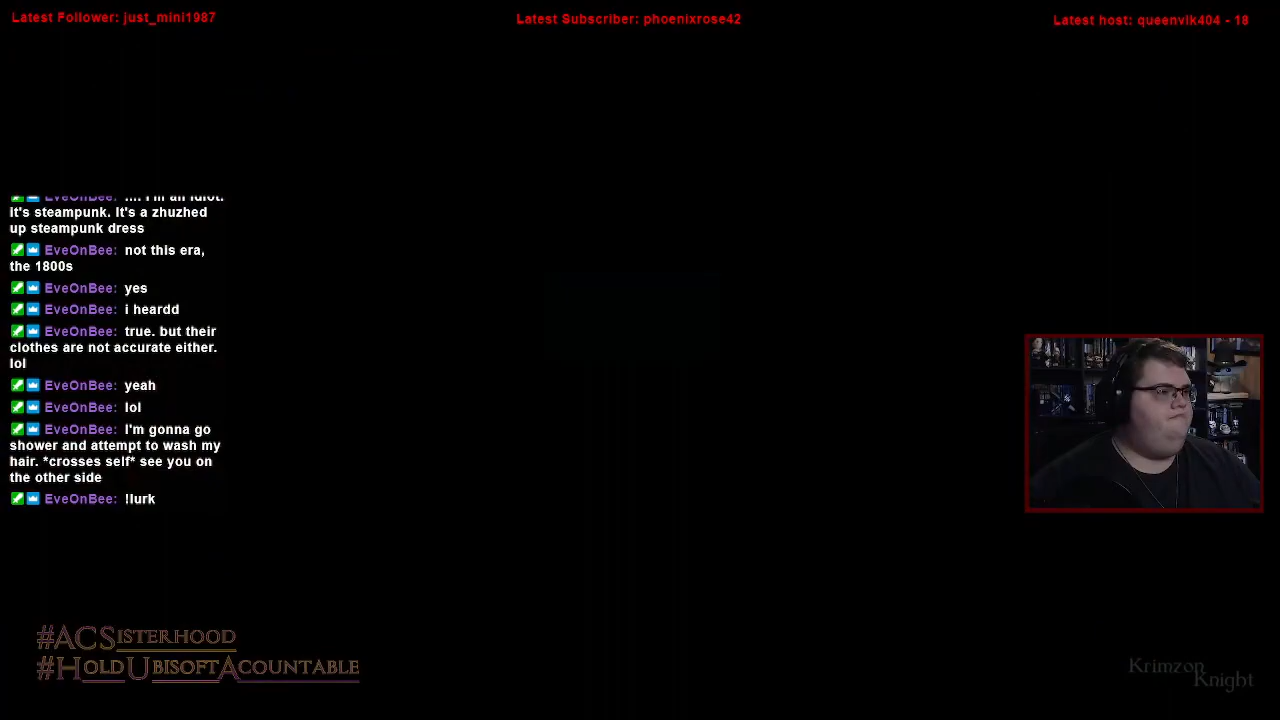 Latest Follower: just_mini1987
Latest Subscriber: phoenixrose42
Latest host: queenvik404 - 18
EveOnBee: .... I'm an idiot.
it's steampunk. It's a zhuzhed
up steampunk dress
EveOnBee: not this era,
the 1800s
EveOnBee: yes
EveOnBee: i heardd
EveOnBee: true. but their
clothes are not accurate either.
lol
EveOnBee: yeah
EveOnBee: lol
EveOnBee: I'm gonna go
shower and attempt to wash my
hair. *crosses self* see you on
the other side
EveOnBee: !lurk
#ACSisterhood
#HoldUbisoftAcountable
Krimzon
Knight